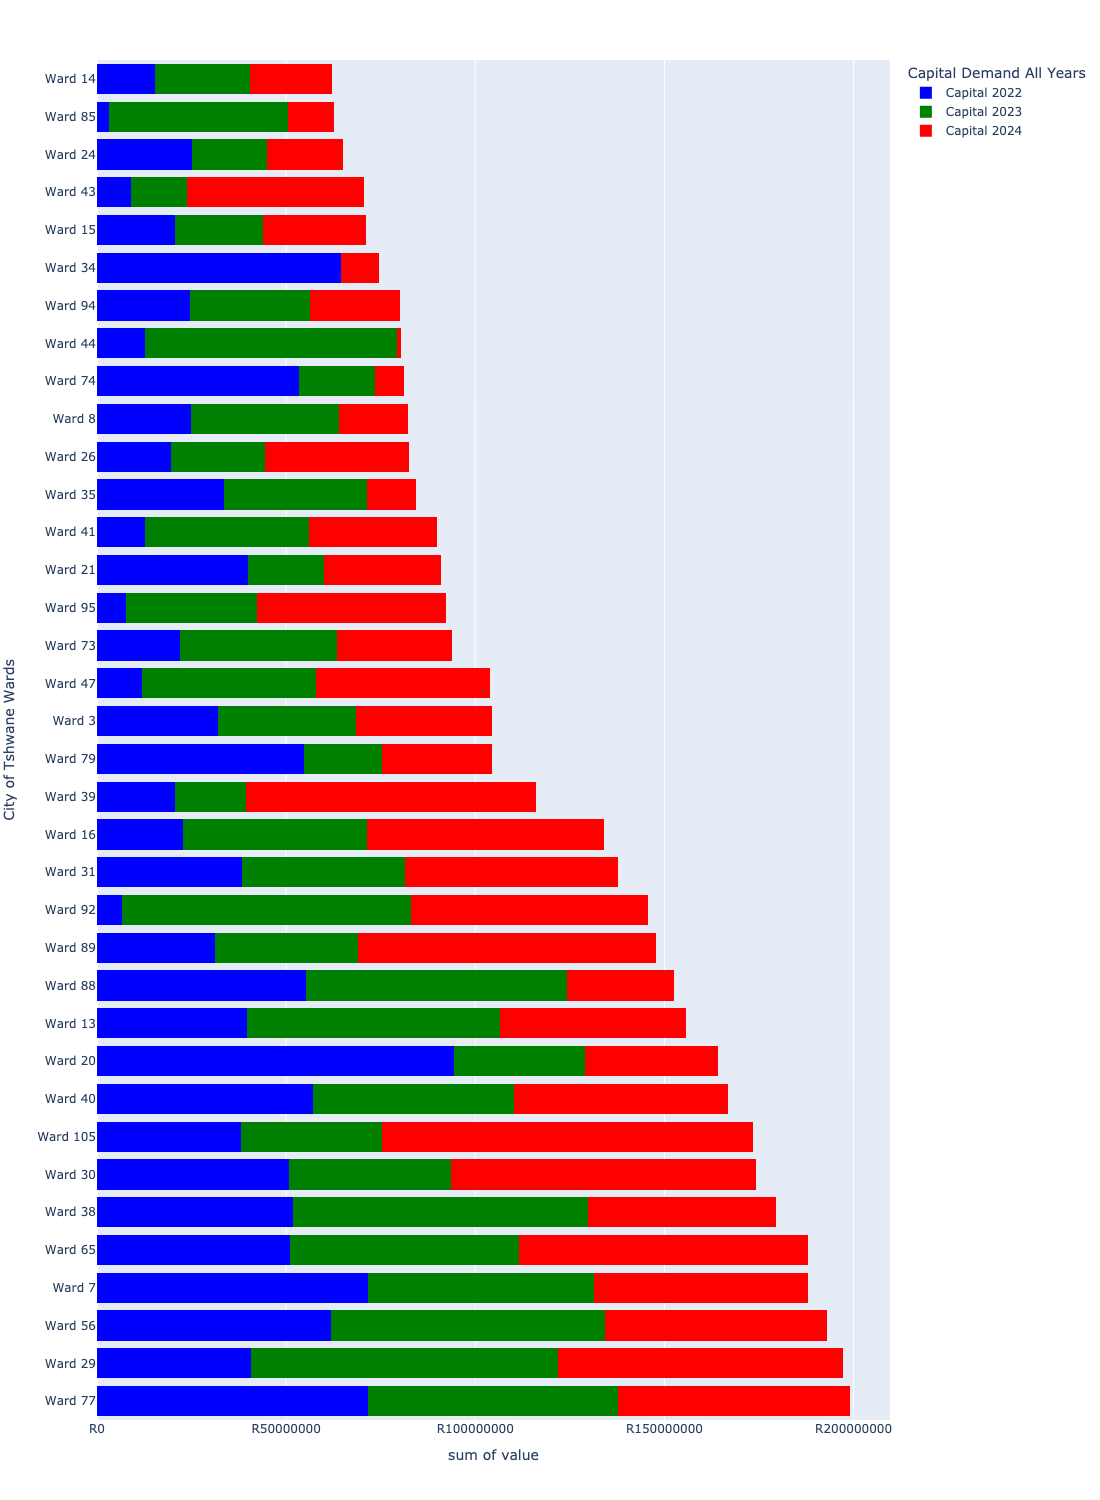 Capital Demand All Years
Capital 2022
Capital 2023
Capital 2024
Ward 14
Ward 85
Ward 24
Ward 43
Ward 15
Ward 34
Ward 94
Ward 44
Ward 74
Ward 8
Ward 26
Ward 35
Ward 41
Ward 21
Ward 95
Ward 73
Ward 47
Ward 3
Ward 79
Ward 39
Ward 16
Ward 31
Ward 92
Ward 89
Ward 88
Ward 13
Ward 20
Ward 40
Ward 105
Ward 30
Ward 38
Ward 65
Ward 7
Ward 56
Ward 29
Ward 77
City of Tshwane Wards
R0 R50000000 R100000000 R150000000 R200000000
sum of value